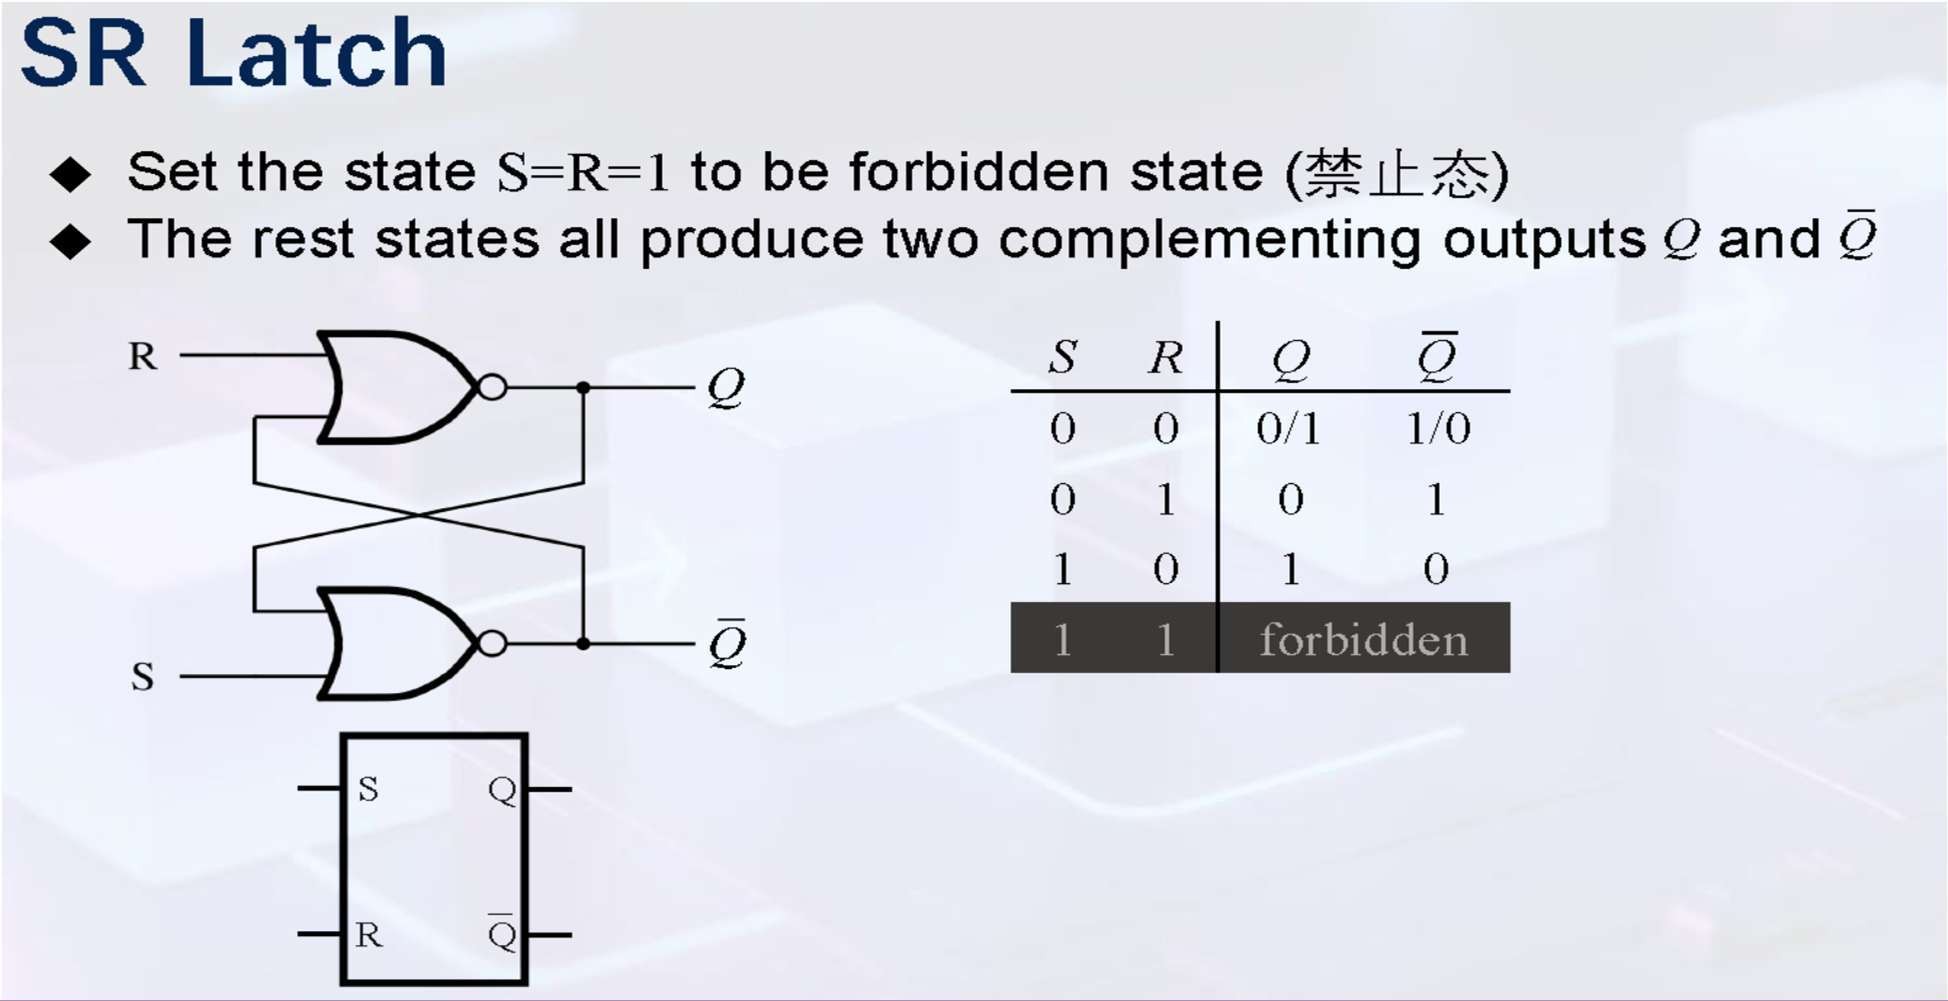 SR Latch
◆ Set the state S=R=1 to be forbidden state (禁止态)
◆ The rest states all produce two complementing outputs Q and Q̅
R
Q
S
Q̅
S R Q Q̅
0 0 0/1 1/0
0 1 0 1
1 0 1 0
1 1 forbidden
S Q
R Q̅